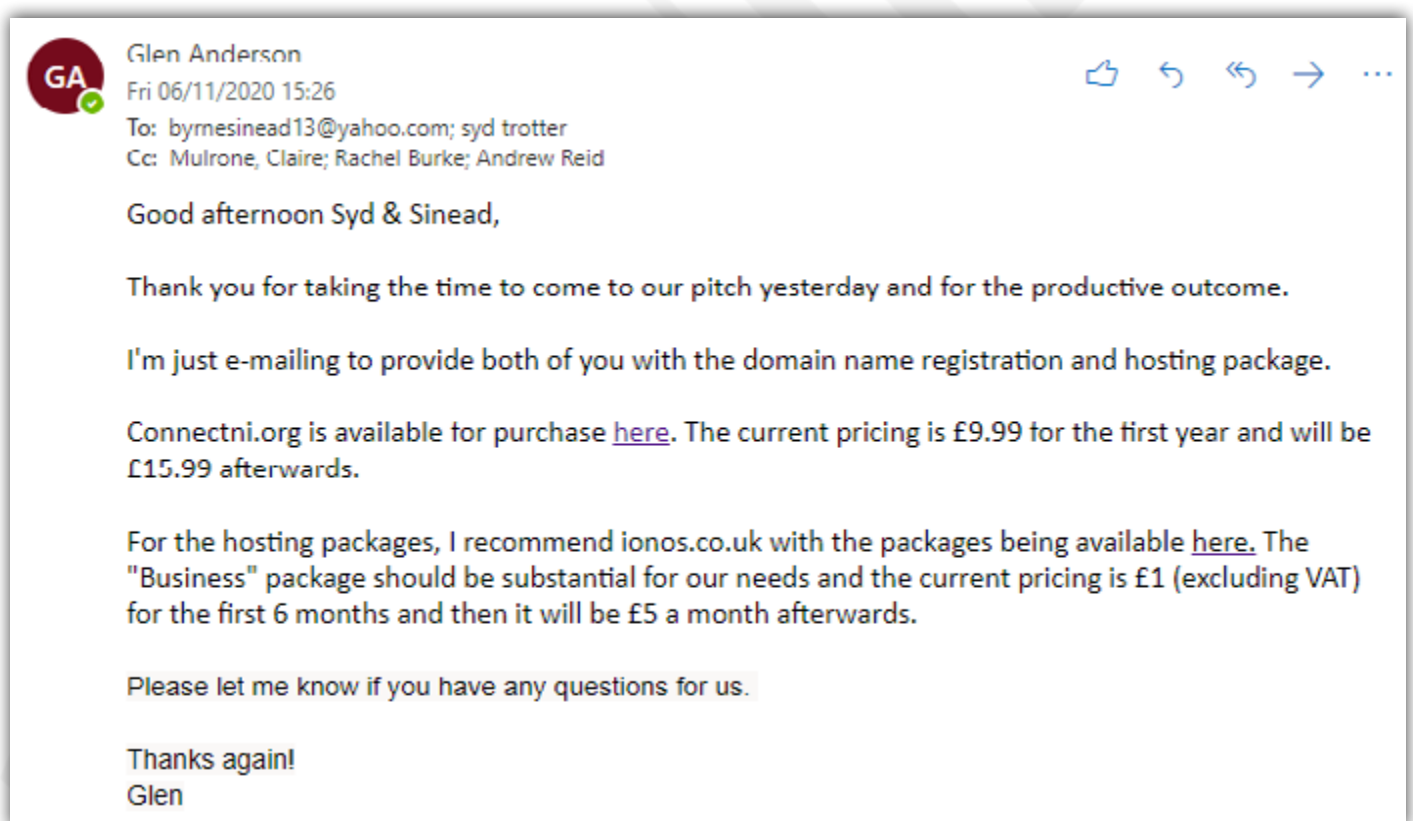 GA
Glen Anderson
Fri 06/11/2020 15:26
To: byrnesinead13@yahoo.com; syd trotter
Cc: Mulrone, Claire; Rachel Burke; Andrew Reid
Good afternoon Syd & Sinead,
Thank you for taking the time to come to our pitch yesterday and for the productive outcome.
I'm just e-mailing to provide both of you with the domain name registration and hosting package.
Connectni.org is available for purchase here. The current pricing is £9.99 for the first year and will be
£15.99 afterwards.
For the hosting packages, I recommend ionos.co.uk with the packages being available here. The
"Business" package should be substantial for our needs and the current pricing is £1 (excluding VAT)
for the first 6 months and then it will be £5 a month afterwards.
Please let me know if you have any questions for us.
Thanks again!
Glen